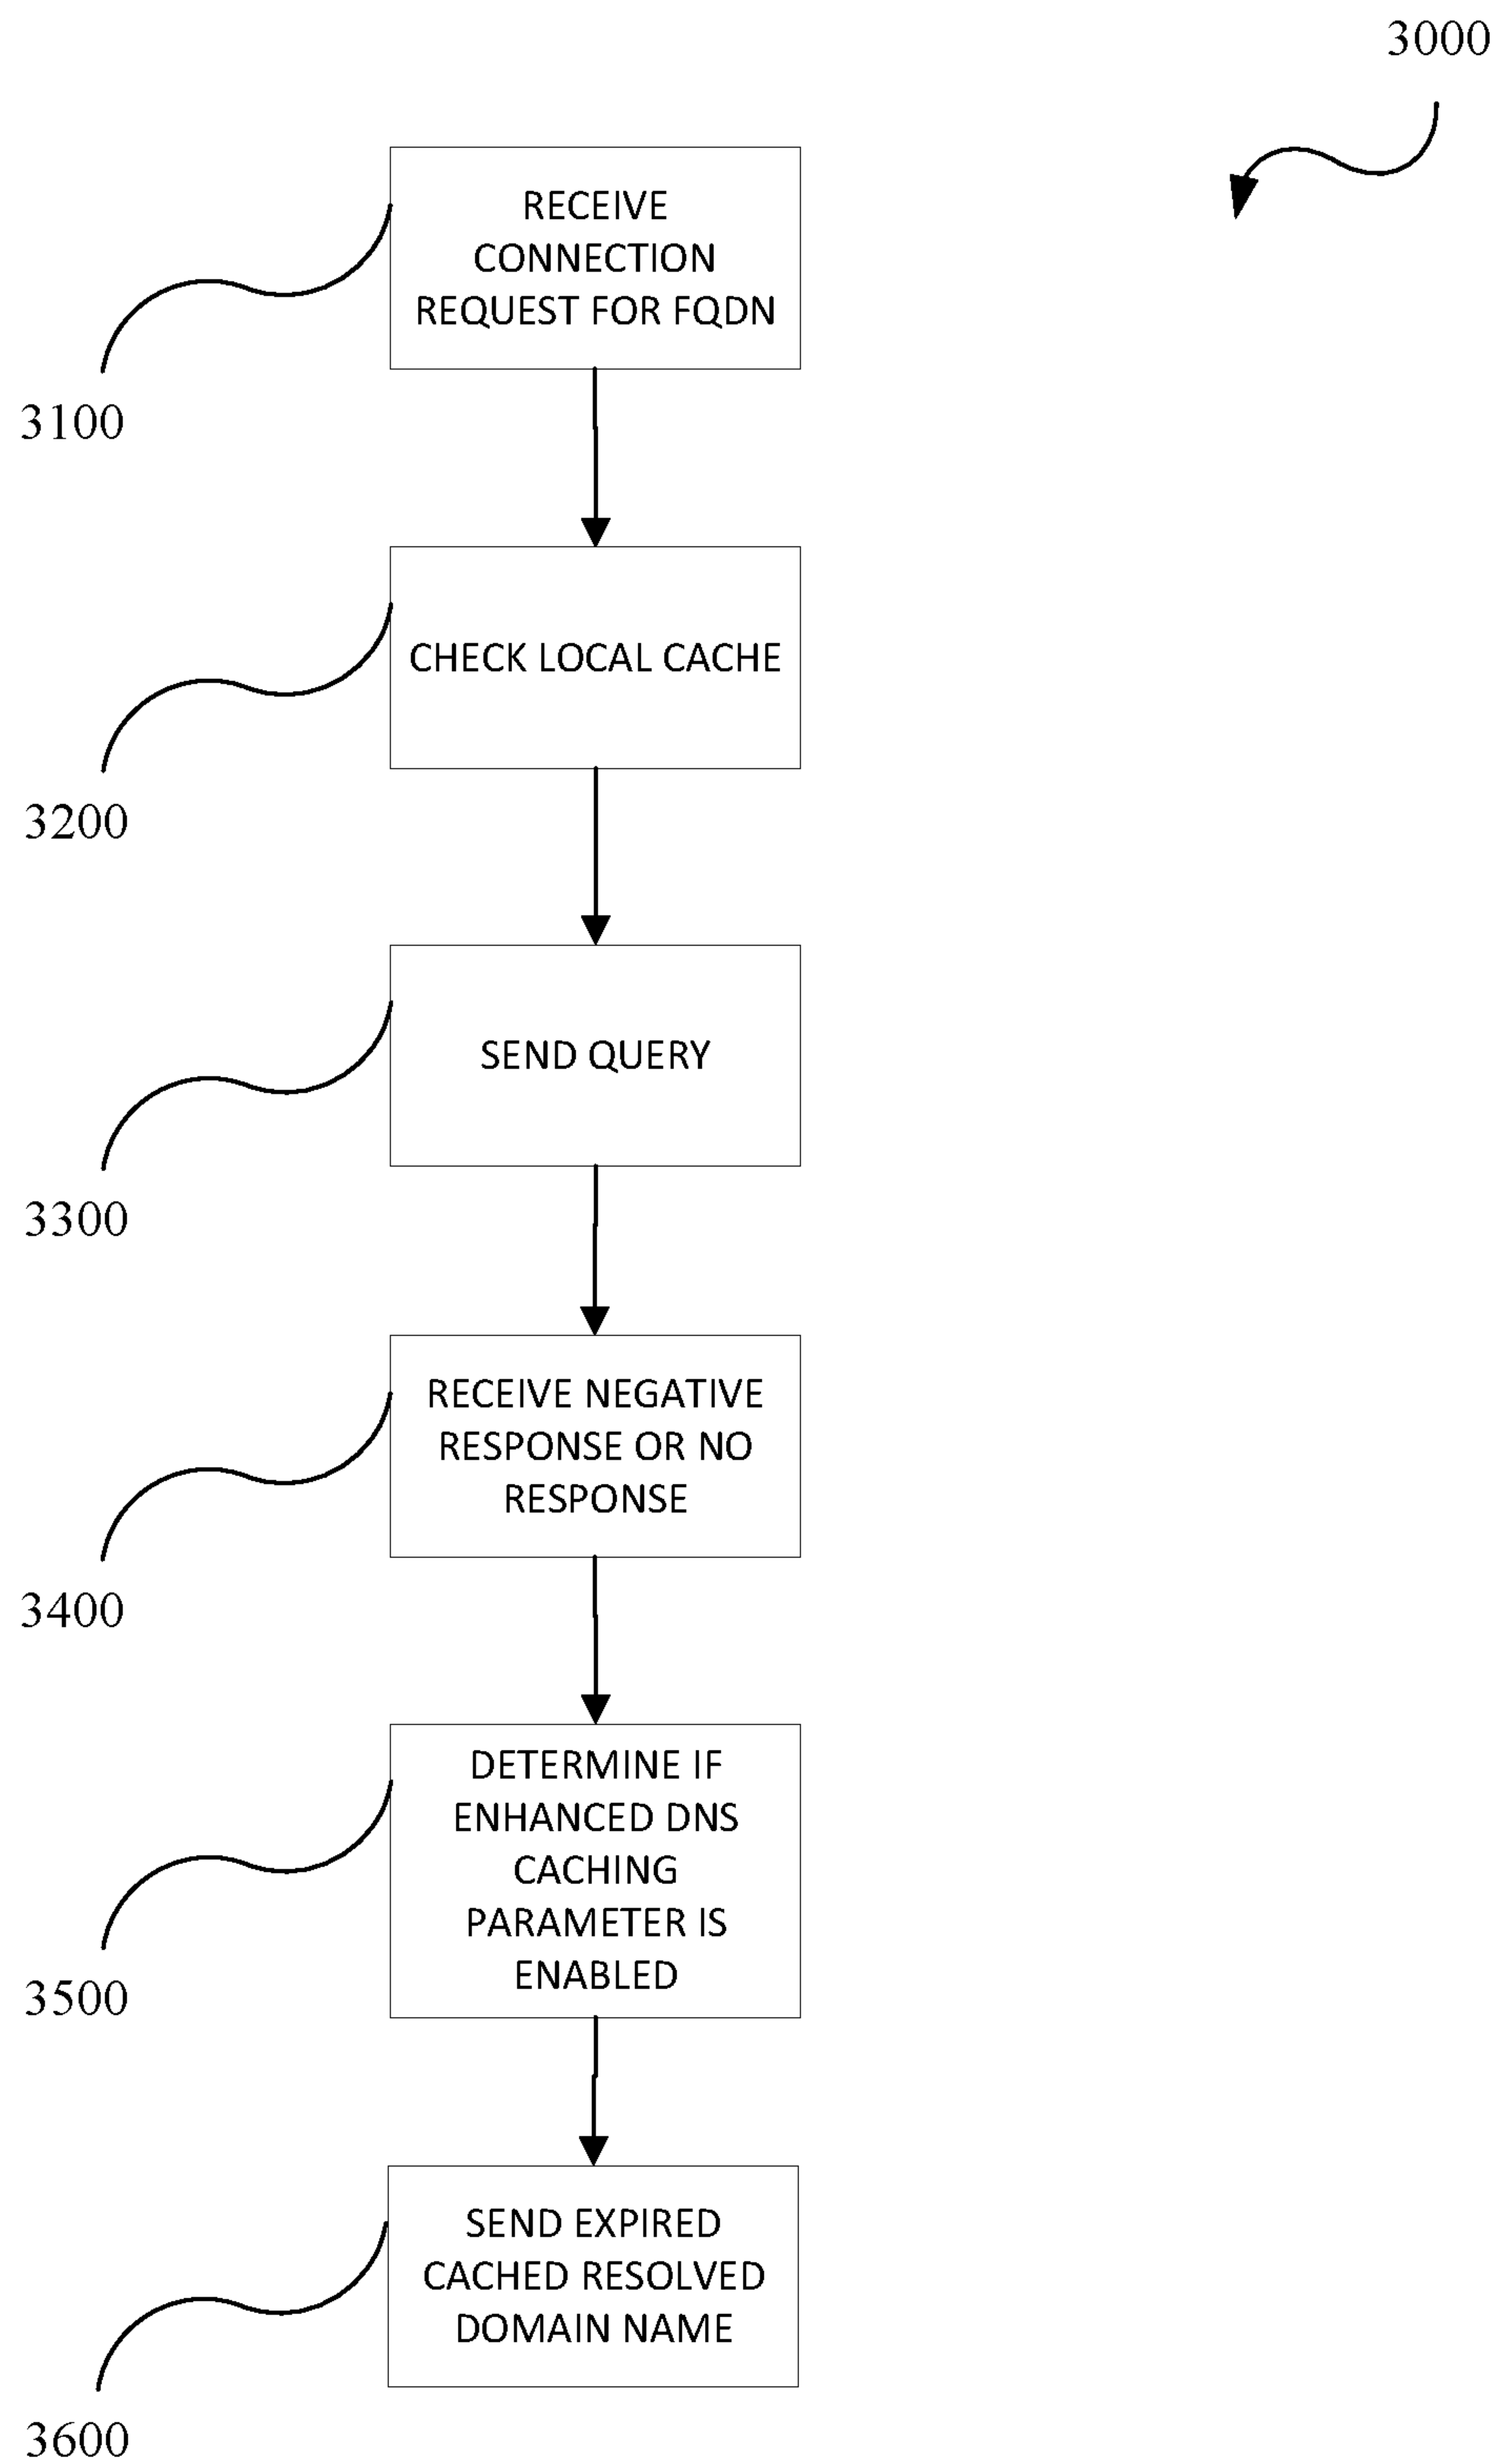 3000
RECEIVE
CONNECTION
REQUEST FOR FQDN
3100
CHECK LOCAL CACHE
3200
SEND QUERY
3300
RECEIVE NEGATIVE
RESPONSE OR NO
RESPONSE
3400
DETERMINE IF
ENHANCED DNS
CACHING
PARAMETER IS
ENABLED
3500
SEND EXPIRED
CACHED RESOLVED
DOMAIN NAME
3600